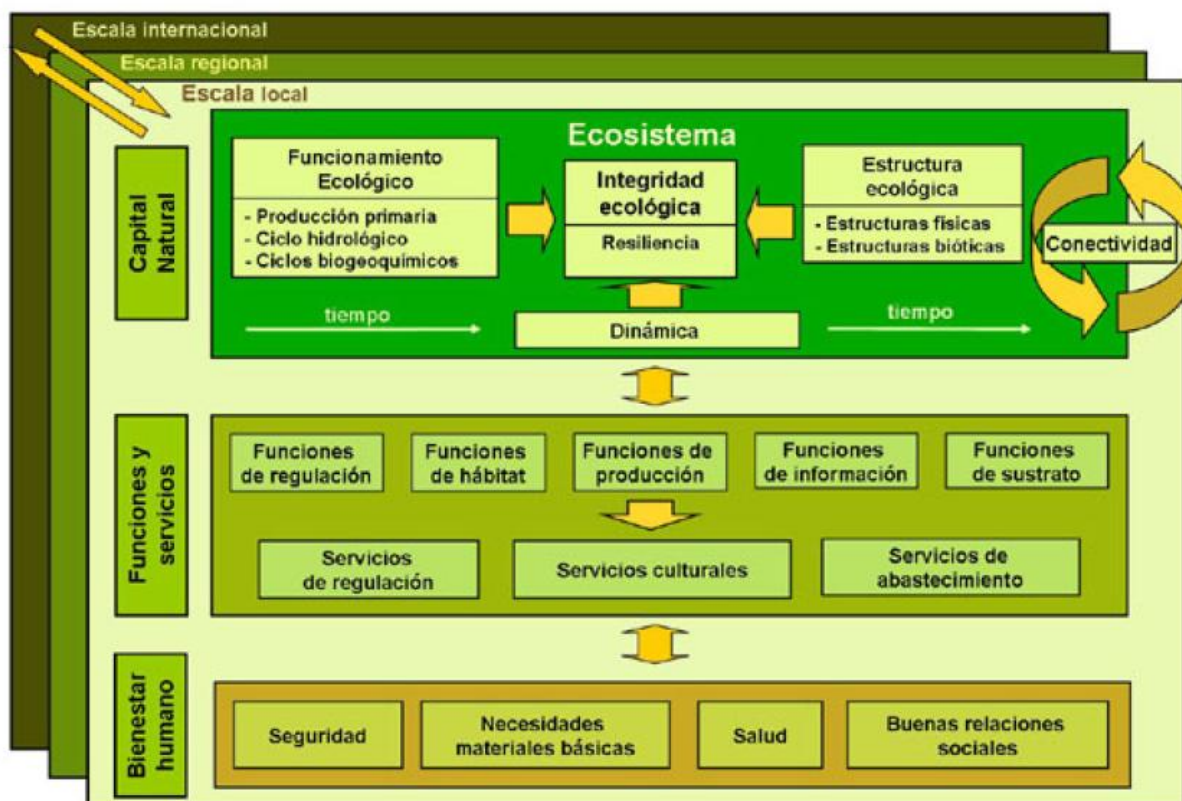 Escala internacional
Escala regional
Escala local
Capital
Natural
Ecosistema
Funcionamiento
Ecológico
- Producción primaria
- Ciclo hidrológico
- Ciclos biogeoquímicos
Integridad
ecológica
Resiliencia
Estructura
ecológica
- Estructuras físicas
- Estructuras bióticas
Conectividad
tiempo
Dinámica
tiempo
Funciones y
servicios
Funciones
de regulación
Funciones
de hábitat
Funciones de
producción
Funciones
de información
Funciones
de sustrato
Servicios
de regulación
Servicios culturales
Servicios de
abastecimiento
Bienestar
humano
Seguridad
Necesidades
materiales básicas
Salud
Buenas relaciones
sociales